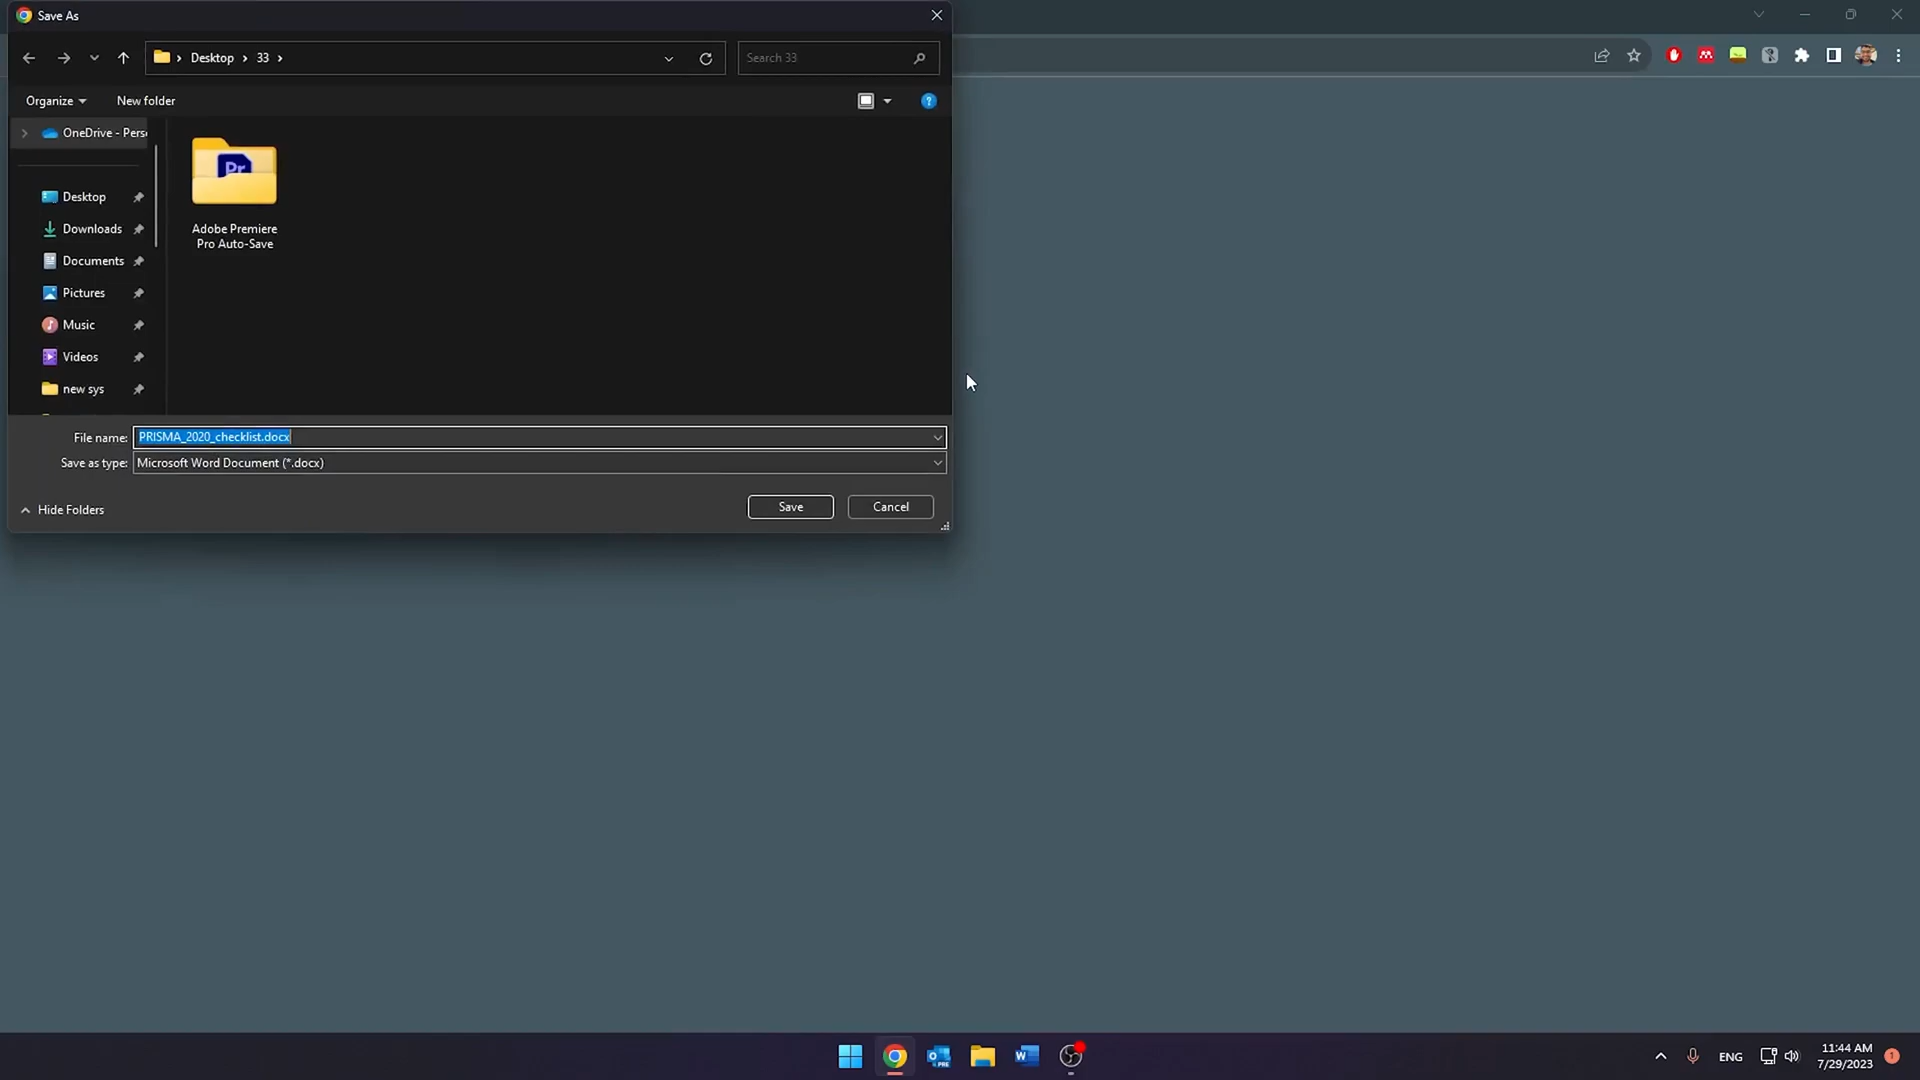 Save As
Desktop
33
Search 33
Organize
New folder
OneDrive - Pers
Desktop
Downloads
Documents
Pictures
Music
Videos
new sys
Pr
Adobe Premiere
Pro Auto-Save
File name: PRISMA_2020_checklist.docx
Save as type: Microsoft Word Document (*.docx)
Hide Folders
Save
Cancel
PRE
ENG
11:44 AM
7/29/2023
1